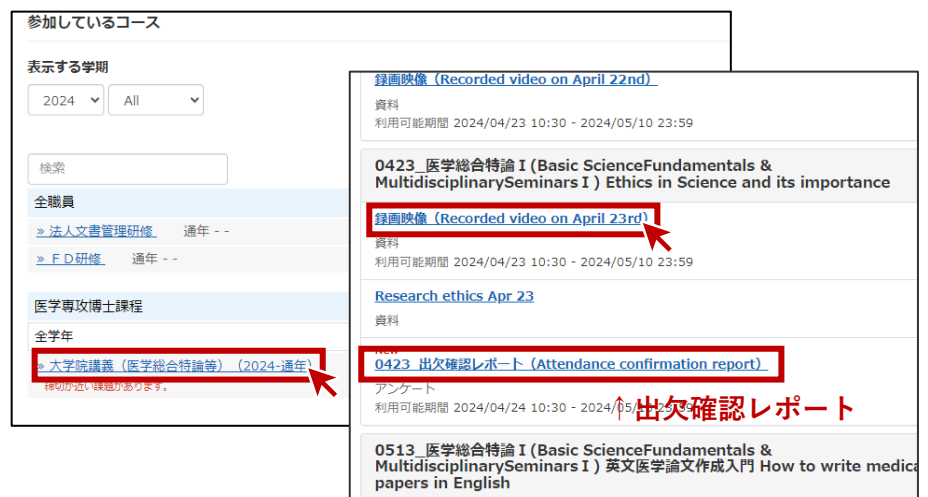 参加しているコース
表示する学期
2024 All
検索
全職員
» 法人文書管理研修 通年 - -
» ＦＤ研修 通年 - -
医学専攻博士課程
全学年
» 大学院講義（医学総合特論等）（2024-通年）
締切が近い課題があります。
録画映像（Recorded video on April 22nd）
資料
利用可能期間 2024/04/23 10:30 - 2024/05/10 23:59
0423_医学総合特論Ⅰ(Basic ScienceFundamentals &
MultidisciplinarySeminarsⅠ) Ethics in Science and its importance
録画映像（Recorded video on April 23rd）
資料
利用可能期間 2024/04/23 10:30 - 2024/05/10 23:59
Research ethics Apr 23
資料
New
0423_出欠確認レポート（Attendance confirmation report）
アンケート
利用可能期間 2024/04/24 10:30 - 2024/05/ 23:59
↑出欠確認レポート
0513_医学総合特論Ⅰ(Basic ScienceFundamentals &
MultidisciplinarySeminarsⅠ) 英文医学論文作成入門 How to write medica
papers in English